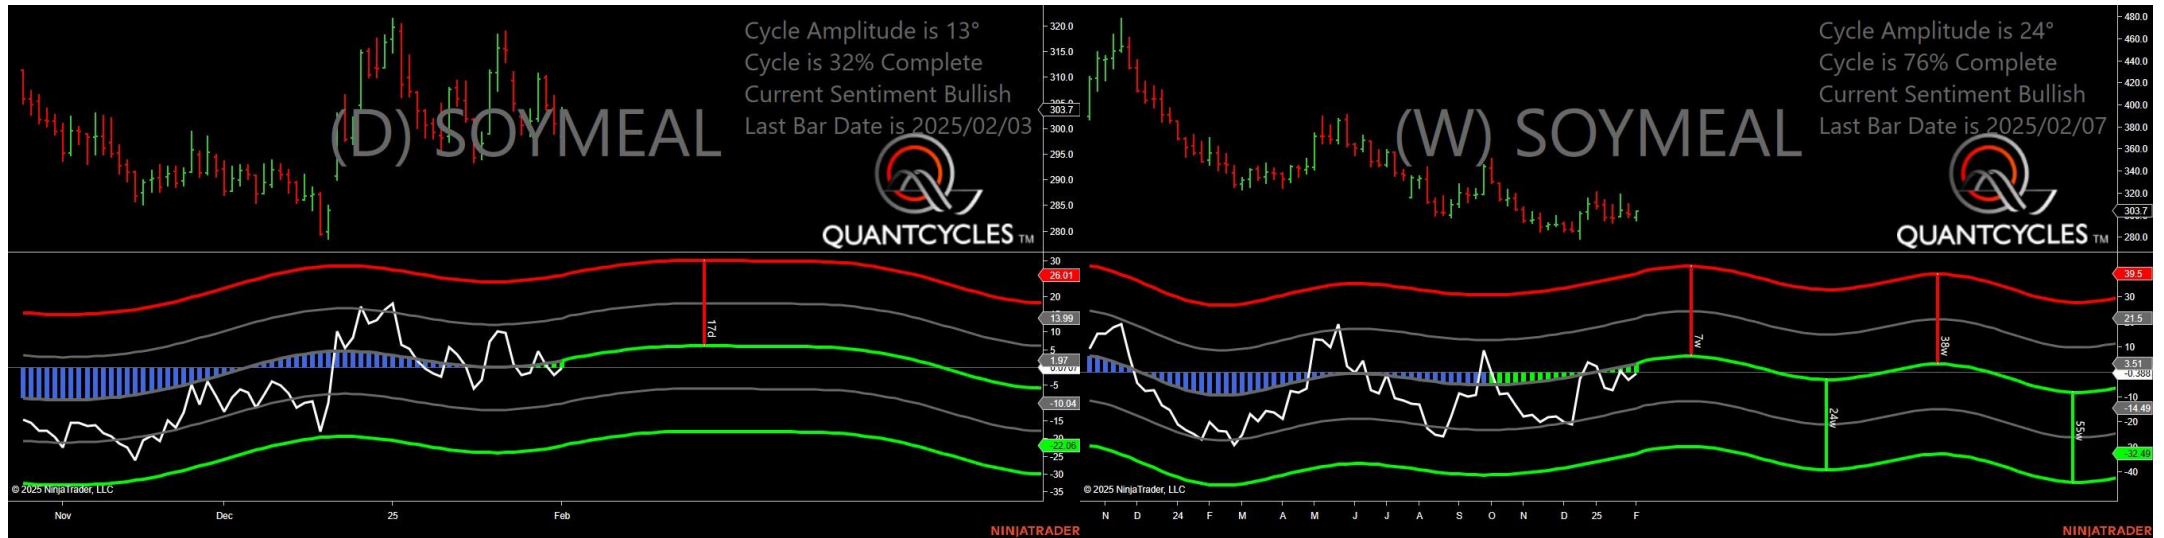 Cycle Amplitude is 13°
Cycle is 32% Complete
Current Sentiment Bullish
Last Bar Date is 2025/02/03
(D) SOYMEAL
QUANTCYCLES TM
320.0
315.0
310.0
305.0
303.7
300.0
295.0
290.0
285.0
280.0
30
26.01
20
13.99
10
5
1.97
0.0707
-5
-10.04
-15
-22.06
-25
-30
-35
17d
© 2025 NinjaTrader, LLC
Nov Dec 25 Feb
NINJATRADER
Cycle Amplitude is 24°
Cycle is 76% Complete
Current Sentiment Bullish
Last Bar Date is 2025/02/07
(W) SOYMEAL
QUANTCYCLES TM
480.0
460.0
440.0
420.0
400.0
380.0
360.0
340.0
320.0
303.7
280.0
39.5
30
21.5
10
3.51
-0.388
-10
-14.49
-20
-32.49
-40
7w
24w
38w
55w
© 2025 NinjaTrader, LLC
N D 24 F M A M J J A S O N D 25 F
NINJATRADER